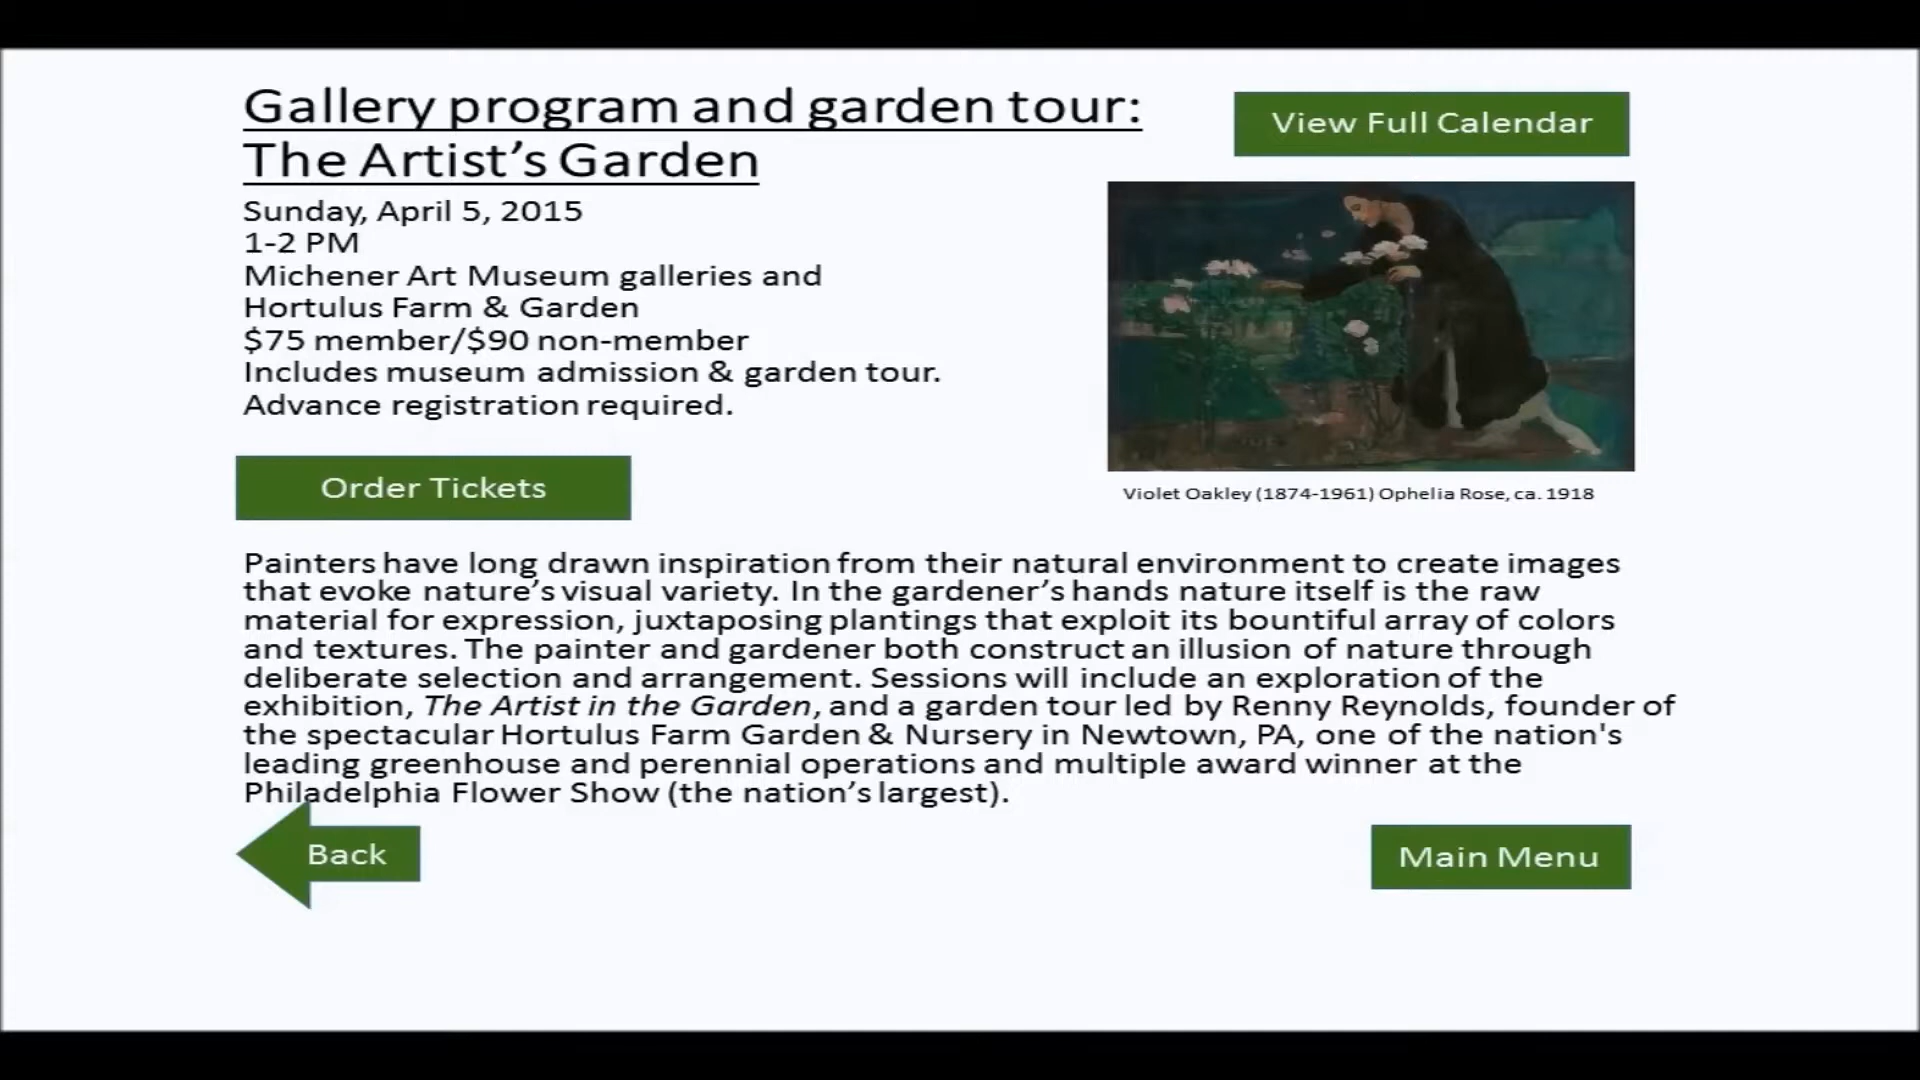 Gallery program and garden tour:
The Artist’s Garden
View Full Calendar
Sunday, April 5, 2015
1-2 PM
Michener Art Museum galleries and
Hortulus Farm & Garden
$75 member/$90 non-member
Includes museum admission & garden tour.
Advance registration required.
Violet Oakley (1874-1961) Ophelia Rose, ca. 1918
Order Tickets
Painters have long drawn inspiration from their natural environment to create images
that evoke nature’s visual variety. In the gardener’s hands nature itself is the raw
material for expression, juxtaposing plantings that exploit its bountiful array of colors
and textures. The painter and gardener both construct an illusion of nature through
deliberate selection and arrangement. Sessions will include an exploration of the
exhibition, The Artist in the Garden, and a garden tour led by Renny Reynolds, founder of
the spectacular Hortulus Farm Garden & Nursery in Newtown, PA, one of the nation's
leading greenhouse and perennial operations and multiple award winner at the
Philadelphia Flower Show (the nation’s largest).
Back
Main Menu